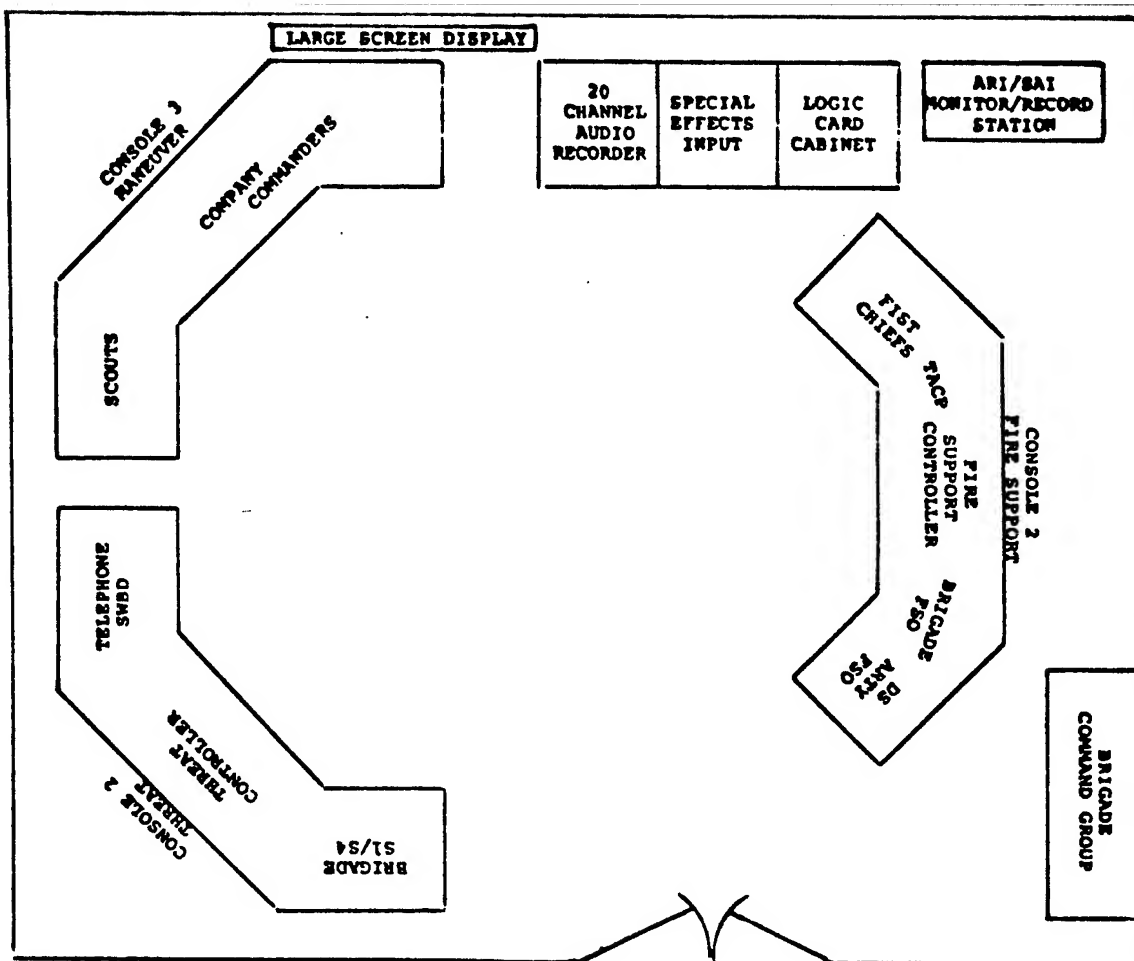 LARGE SCREEN DISPLAY
20
CHANNEL
AUDIO
RECORDER
SPECIAL
EFFECTS
INPUT
LOGIC
CARD
CABINET
ARI/SAI
MONITOR/RECORD
STATION
CONSOLE 3
MANEUVER
COMPANY
COMMANDERS
SCOUTS
FIST
CHIEFS
TACP
FIRE
SUPPORT
CONTROLLER
CONSOLE 2
FIRE SUPPORT
BRIGADE
FSO
DS
ARTY
FSO
TELEPHONE
SWBD
THREAT
CONTROLLER
CONSOLE 2
THREAT
BRIGADE
S1/S4
BRIGADE
COMMAND GROUP